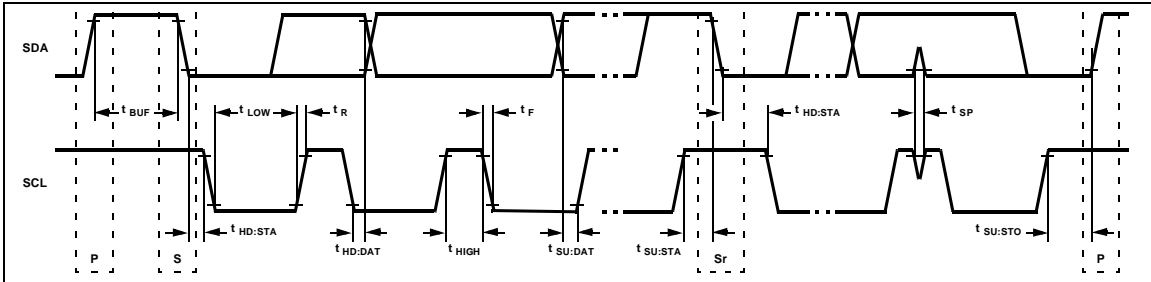 SDA
t BUF
t LOW
t R
t F
t HD:STA
t SP
SCL
t HD:STA
t HD:DAT
t HIGH
t SU:DAT
t SU:STA
t SU:STO
P
S
Sr
P